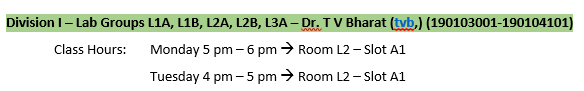 Division I – Lab Groups L1A, L1B, L2A, L2B, L3A – Dr. T V Bharat (tvb,) (190103001-190104101)
Class Hours: Monday 5 pm – 6 pm → Room L2 – Slot A1
Tuesday 4 pm – 5 pm → Room L2 – Slot A1